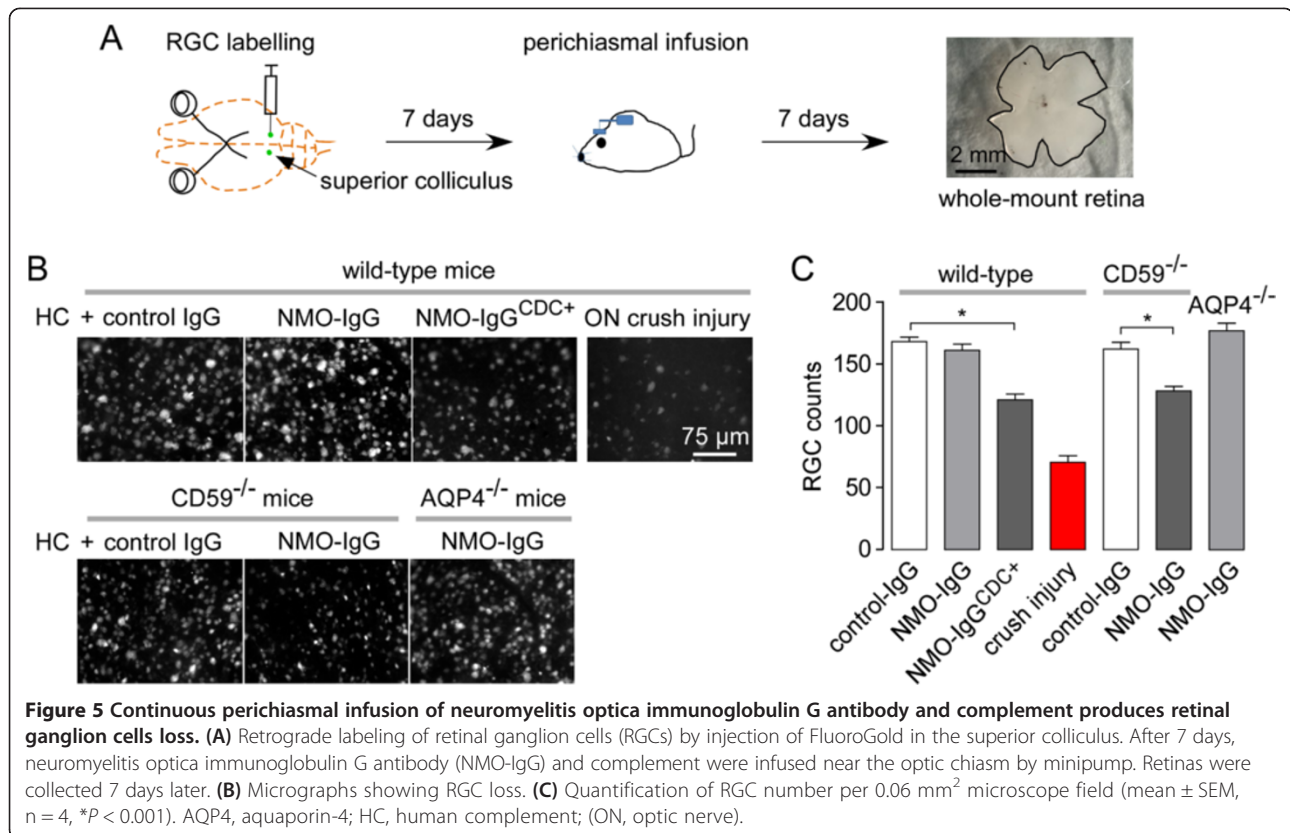 A
RGC labelling
perichiasmal infusion
7 days
7 days
superior colliculus
2 mm
whole-mount retina
B
wild-type mice
HC + control IgG NMO-IgG NMO-IgG^CDC+ ON crush injury
75 µm
CD59-/- mice AQP4-/- mice
HC + control IgG NMO-IgG NMO-IgG
C
wild-type CD59-/- AQP4-/-
* *
RGC counts
200
150
100
50
0
control-IgG
NMO-IgG
NMO-IgG^CDC+
crush injury
control-IgG
NMO-IgG
NMO-IgG
Figure 5 Continuous perichiasmal infusion of neuromyelitis optica immunoglobulin G antibody and complement produces retinal
ganglion cells loss. (A) Retrograde labeling of retinal ganglion cells (RGCs) by injection of FluoroGold in the superior colliculus. After 7 days,
neuromyelitis optica immunoglobulin G antibody (NMO-IgG) and complement were infused near the optic chiasm by minipump. Retinas were
collected 7 days later. (B) Micrographs showing RGC loss. (C) Quantification of RGC number per 0.06 mm² microscope field (mean ± SEM,
n = 4, *P < 0.001). AQP4, aquaporin-4; HC, human complement; (ON, optic nerve).